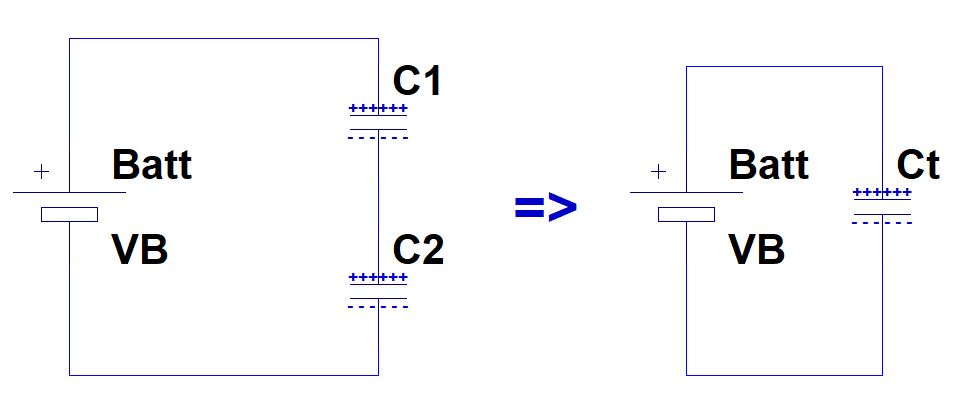 C1
++++++
------
+
Batt
VB
C2
++++++
------
=>
+
Batt
VB
Ct
++++++
------